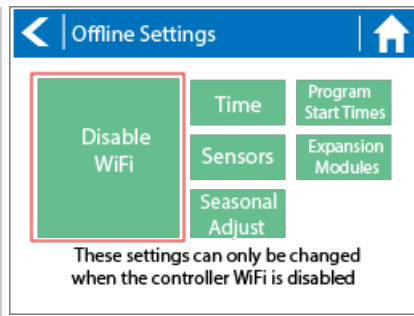 Offline Settings
Disable
WiFi
Time
Program
Start Times
Sensors
Expansion
Modules
Seasonal
Adjust
These settings can only be changed
when the controller WiFi is disabled